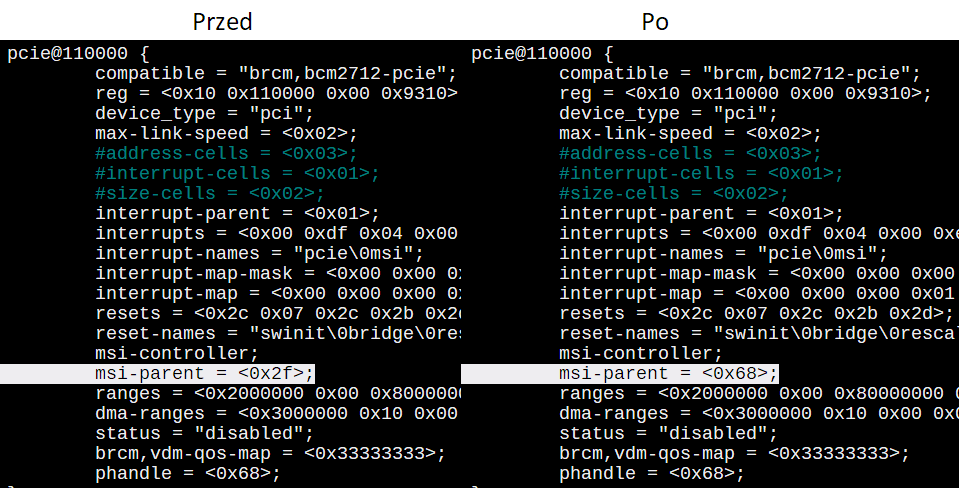 Przed
pcie@110000 {
compatible = "brcm,bcm2712-pcie";
reg = <0x10 0x110000 0x00 0x9310>
device_type = "pci";
max-link-speed = <0x02>;
#address-cells = <0x03>;
#interrupt-cells = <0x01>;
#size-cells = <0x02>;
interrupt-parent = <0x01>;
interrupts = <0x00 0xdf 0x04 0x00
interrupt-names = "pcie\0msi";
interrupt-map-mask = <0x00 0x00 0x
interrupt-map = <0x00 0x00 0x00 0x
resets = <0x2c 0x07 0x2c 0x2b 0x2d
reset-names = "swinit\0bridge\0res
msi-controller;
msi-parent = <0x2f>;
ranges = <0x2000000 0x00 0x8000000
dma-ranges = <0x3000000 0x10 0x00
status = "disabled";
brcm,vdm-qos-map = <0x33333333>;
phandle = <0x68>;
Po
pcie@110000 {
compatible = "brcm,bcm2712-pcie";
reg = <0x10 0x110000 0x00 0x9310>;
device_type = "pci";
max-link-speed = <0x02>;
#address-cells = <0x03>;
#interrupt-cells = <0x01>;
#size-cells = <0x02>;
interrupt-parent = <0x01>;
interrupts = <0x00 0xdf 0x04 0x00 0xe
interrupt-names = "pcie\0msi";
interrupt-map-mask = <0x00 0x00 0x00
interrupt-map = <0x00 0x00 0x00 0x01
resets = <0x2c 0x07 0x2c 0x2b 0x2d>;
reset-names = "swinit\0bridge\0rescal
msi-controller;
msi-parent = <0x68>;
ranges = <0x2000000 0x00 0x80000000
dma-ranges = <0x3000000 0x10 0x00 0x0
status = "disabled";
brcm,vdm-qos-map = <0x33333333>;
phandle = <0x68>;